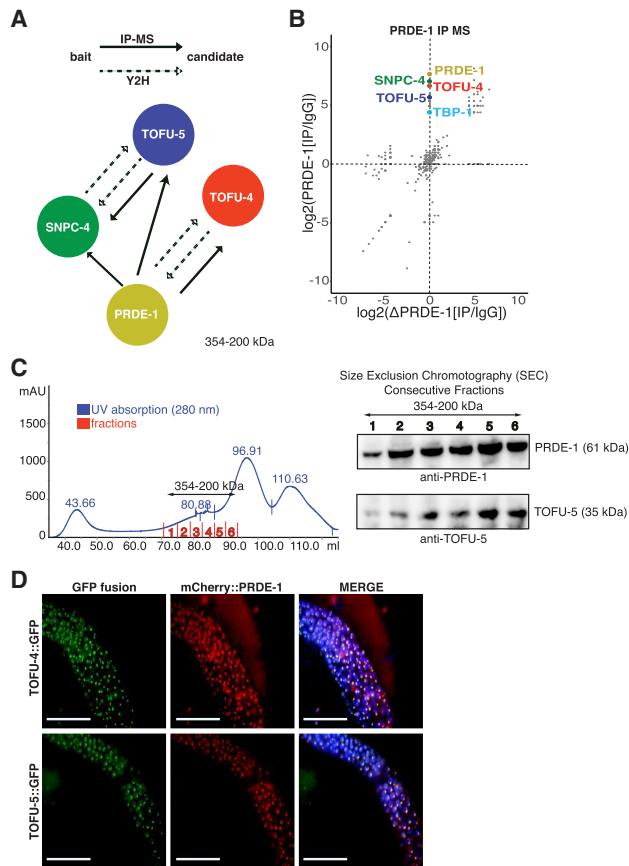 A
IP-MS
bait
candidate
Y2H
TOFU-5
TOFU-4
SNPC-4
PRDE-1
354-200 kDa
B
PRDE-1 IP MS
10
5
0
-5
-10
-10
-5
0
5
10
PRDE-1
SNPC-4
TOFU-4
TOFU-5
TBP-1
log2(PRDE-1[IP/IgG])
log2(ΔPRDE-1[IP/IgG])
C
mAU
1500
1000
500
0
UV absorption (280 nm)
fractions
96.91
354-200 kDa
110.63
43.66
80.88
1 2 3 4 5 6
40.0 60.0 70.0 80.0 90.0 100.0 110.0 ml
Size Exclusion Chromotography (SEC)
Consecutive Fractions
354-200 kDa
1 2 3 4 5 6
PRDE-1 (61 kDa)
anti-PRDE-1
TOFU-5 (35 kDa)
anti-TOFU-5
D
GFP fusion mCherry::PRDE-1 MERGE
TOFU-4::GFP
TOFU-5::GFP